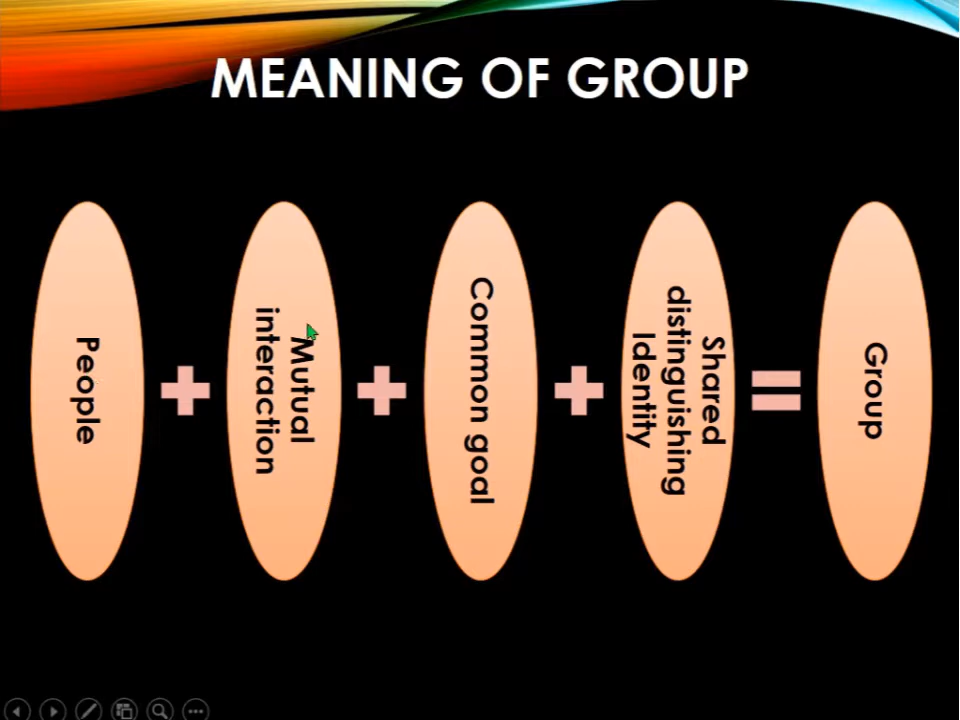 MEANING OF GROUP
People
Mutual
interaction
Common goal
Shared
distinguishing
Identity
Group